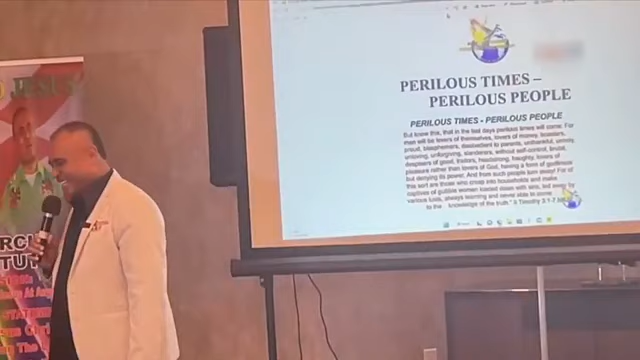 JESUS
PERILOUS TIMES –
PERILOUS PEOPLE
PERILOUS TIMES - PERILOUS PEOPLE
But know this, that in the last days perilous times will come: For
men will be lovers of themselves, lovers of money, boasters,
proud, blasphemers, disobedient to parents, unthankful, unholy,
unloving, unforgiving, slanderers, without self-control, brutal,
despisers of good, traitors, headstrong, haughty, lovers of
pleasure rather than lovers of God, having a form of godliness
but denying its power. And from such people turn away! For of
this sort are those who creep into households and make
captives of gullible women loaded down with sins, led away by
various lusts, always learning and never able to come
to the knowledge of the truth." II Timothy 3:1-7